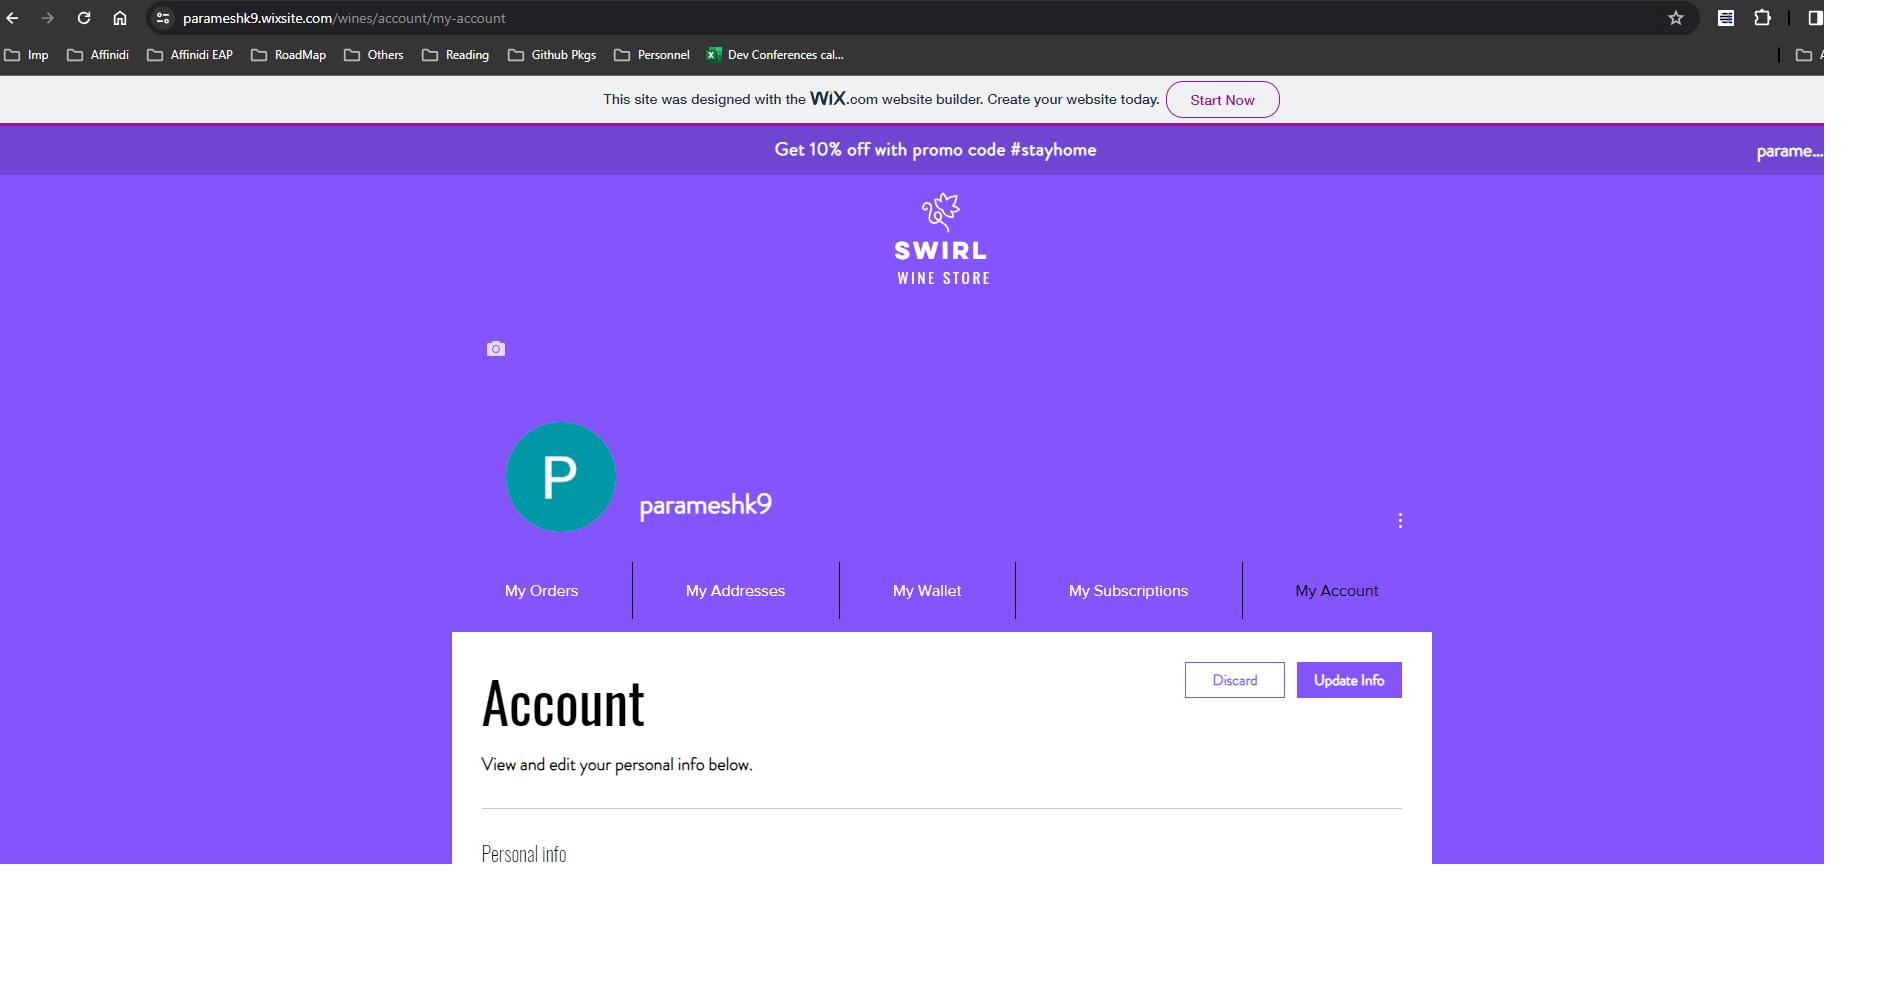 parameshk9.wixsite.com/wines/account/my-account
Imp Affinidi Affinidi EAP RoadMap Others Reading Github Pkgs Personnel Dev Conferences cal...
This site was designed with the WiX.com website builder. Create your website today. Start Now
Get 10% off with promo code #stayhome parame...
SWIRL
WINE STORE
P
parameshk9
My Orders My Addresses My Wallet My Subscriptions My Account
Discard Update Info
Account
View and edit your personal info below.
Personal info